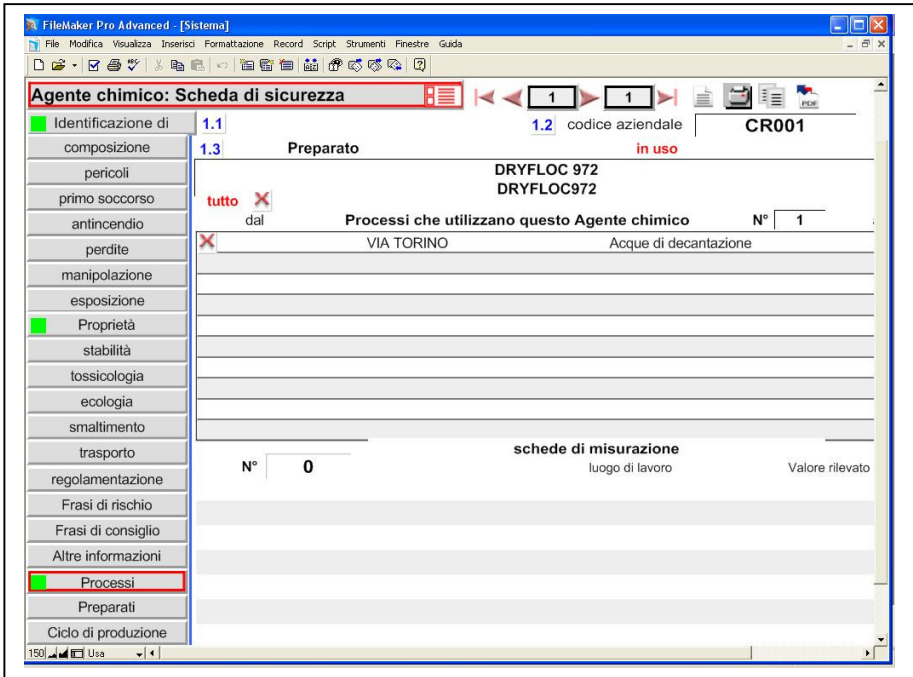 FileMaker Pro Advanced - [Sistema]
File Modifica Visualizza Inserisci Formattazione Record Script Strumenti Finestre Guida
Agente chimico: Scheda di sicurezza 1 1 PDF
Identificazione di 1.1 1.2 codice aziendale CR001
composizione 1.3 Preparato in uso
pericoli DRYFLOC 972
DRYFLOC972
primo soccorso tutto
antincendio dal Processi che utilizzano questo Agente chimico N° 1
perdite VIA TORINO Acque di decantazione
manipolazione
esposizione
Proprietà
stabilità
tossicologia
ecologia
smaltimento
trasporto schede di misurazione
N° 0 luogo di lavoro Valore rilevato
regolamentazione
Frasi di rischio
Frasi di consiglio
Altre informazioni
Processi
Preparati
Ciclo di produzione
150 Usa